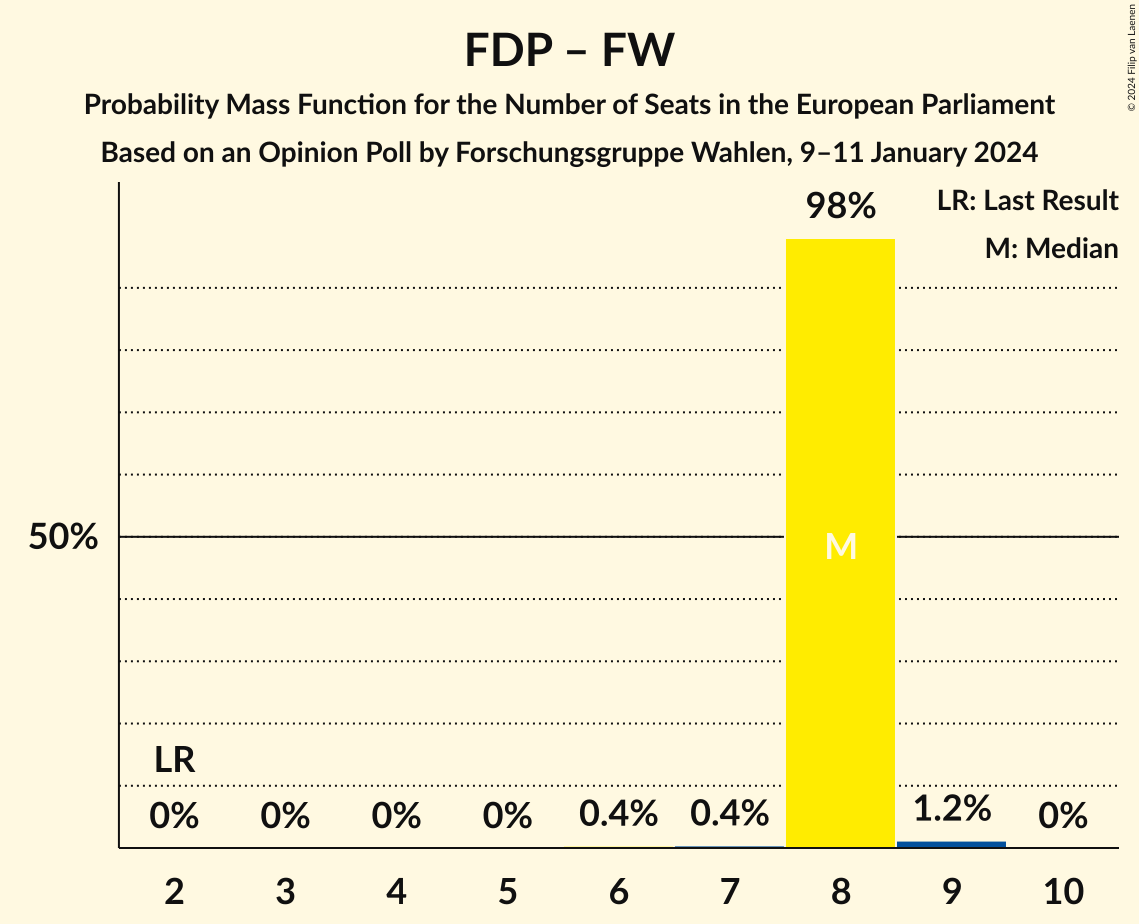 FDP – FW
Probability Mass Function for the Number of Seats in the European Parliament
Based on an Opinion Poll by Forschungsgruppe Wahlen, 9–11 January 2024
© 2024 Filip van Laenen
LR: Last Result
M: Median
98%
50%
M
LR
0% 0% 0% 0% 0.4% 0.4% 1.2% 0%
2 3 4 5 6 7 8 9 10